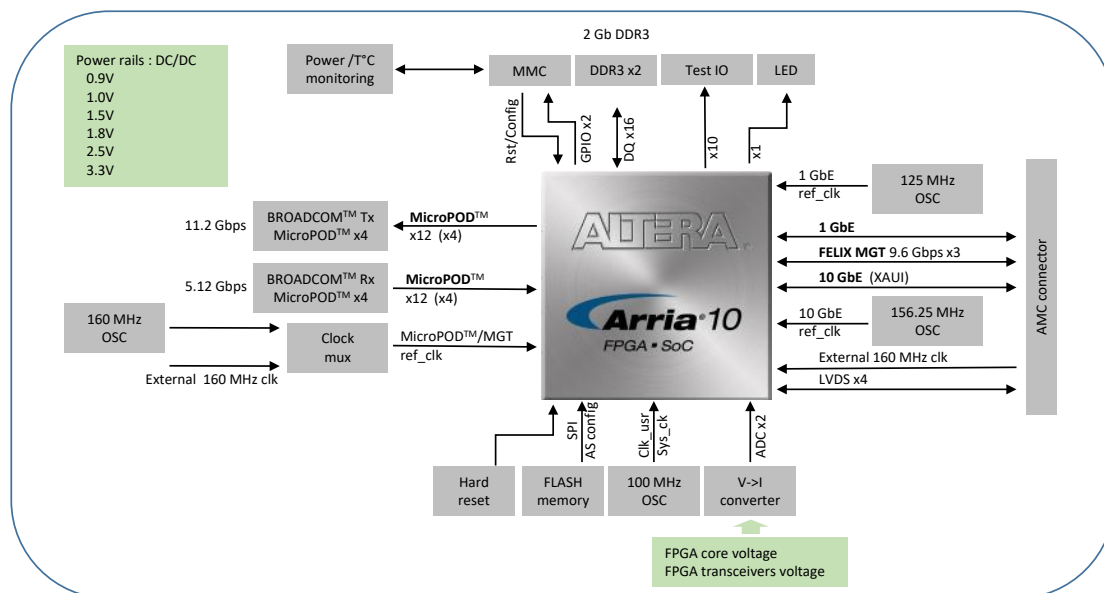 2 Gb DDR3
Power rails : DC/DC
0.9V
1.0V
1.5V
1.8V
2.5V
3.3V
Power /T°C
monitoring
MMC
DDR3 x2
Test IO
LED
Rst/Config
GPIO x2
DQ x16
x10
x1
1 GbE
ref_clk
125 MHz
OSC
11.2 Gbps
BROADCOM™ Tx
MicroPOD™ x4
MicroPOD™
x12 (x4)
ALTERA
1 GbE
FELIX MGT 9.6 Gbps x3
10 GbE (XAUI)
5.12 Gbps
BROADCOM™ Rx
MicroPOD™ x4
MicroPOD™
x12 (x4)
Arria 10
FPGA • SoC
10 GbE
ref_clk
156.25 MHz
OSC
AMC connector
160 MHz
OSC
Clock
mux
MicroPOD™/MGT
ref_clk
External 160 MHz clk
External 160 MHz clk
LVDS x4
SPI
AS config
Clk_usr
Sys_ck
ADC x2
Hard
reset
FLASH
memory
100 MHz
OSC
V->I
converter
FPGA core voltage
FPGA transceivers voltage